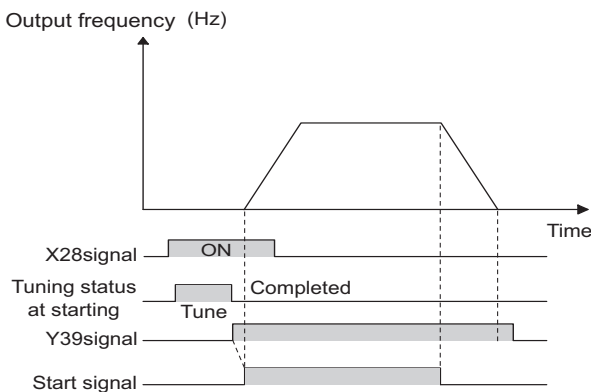 Output frequency (Hz)
Time
X28signal
ON
Tuning status
at starting
Tune
Completed
Y39signal
Start signal